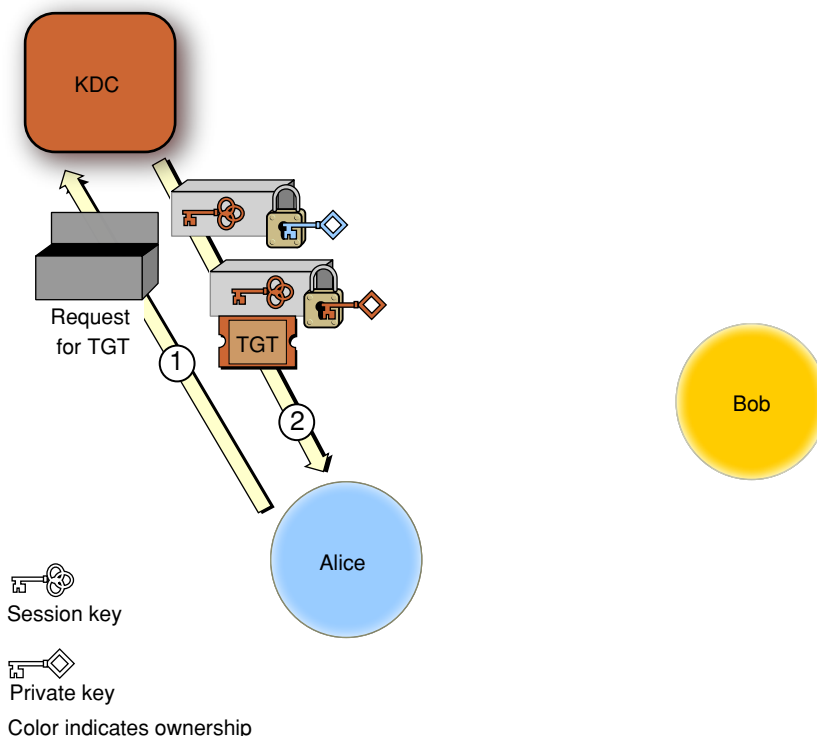 KDC
Request
for TGT
TGT
1
2
Bob
Alice
Session key
Private key
Color indicates ownership